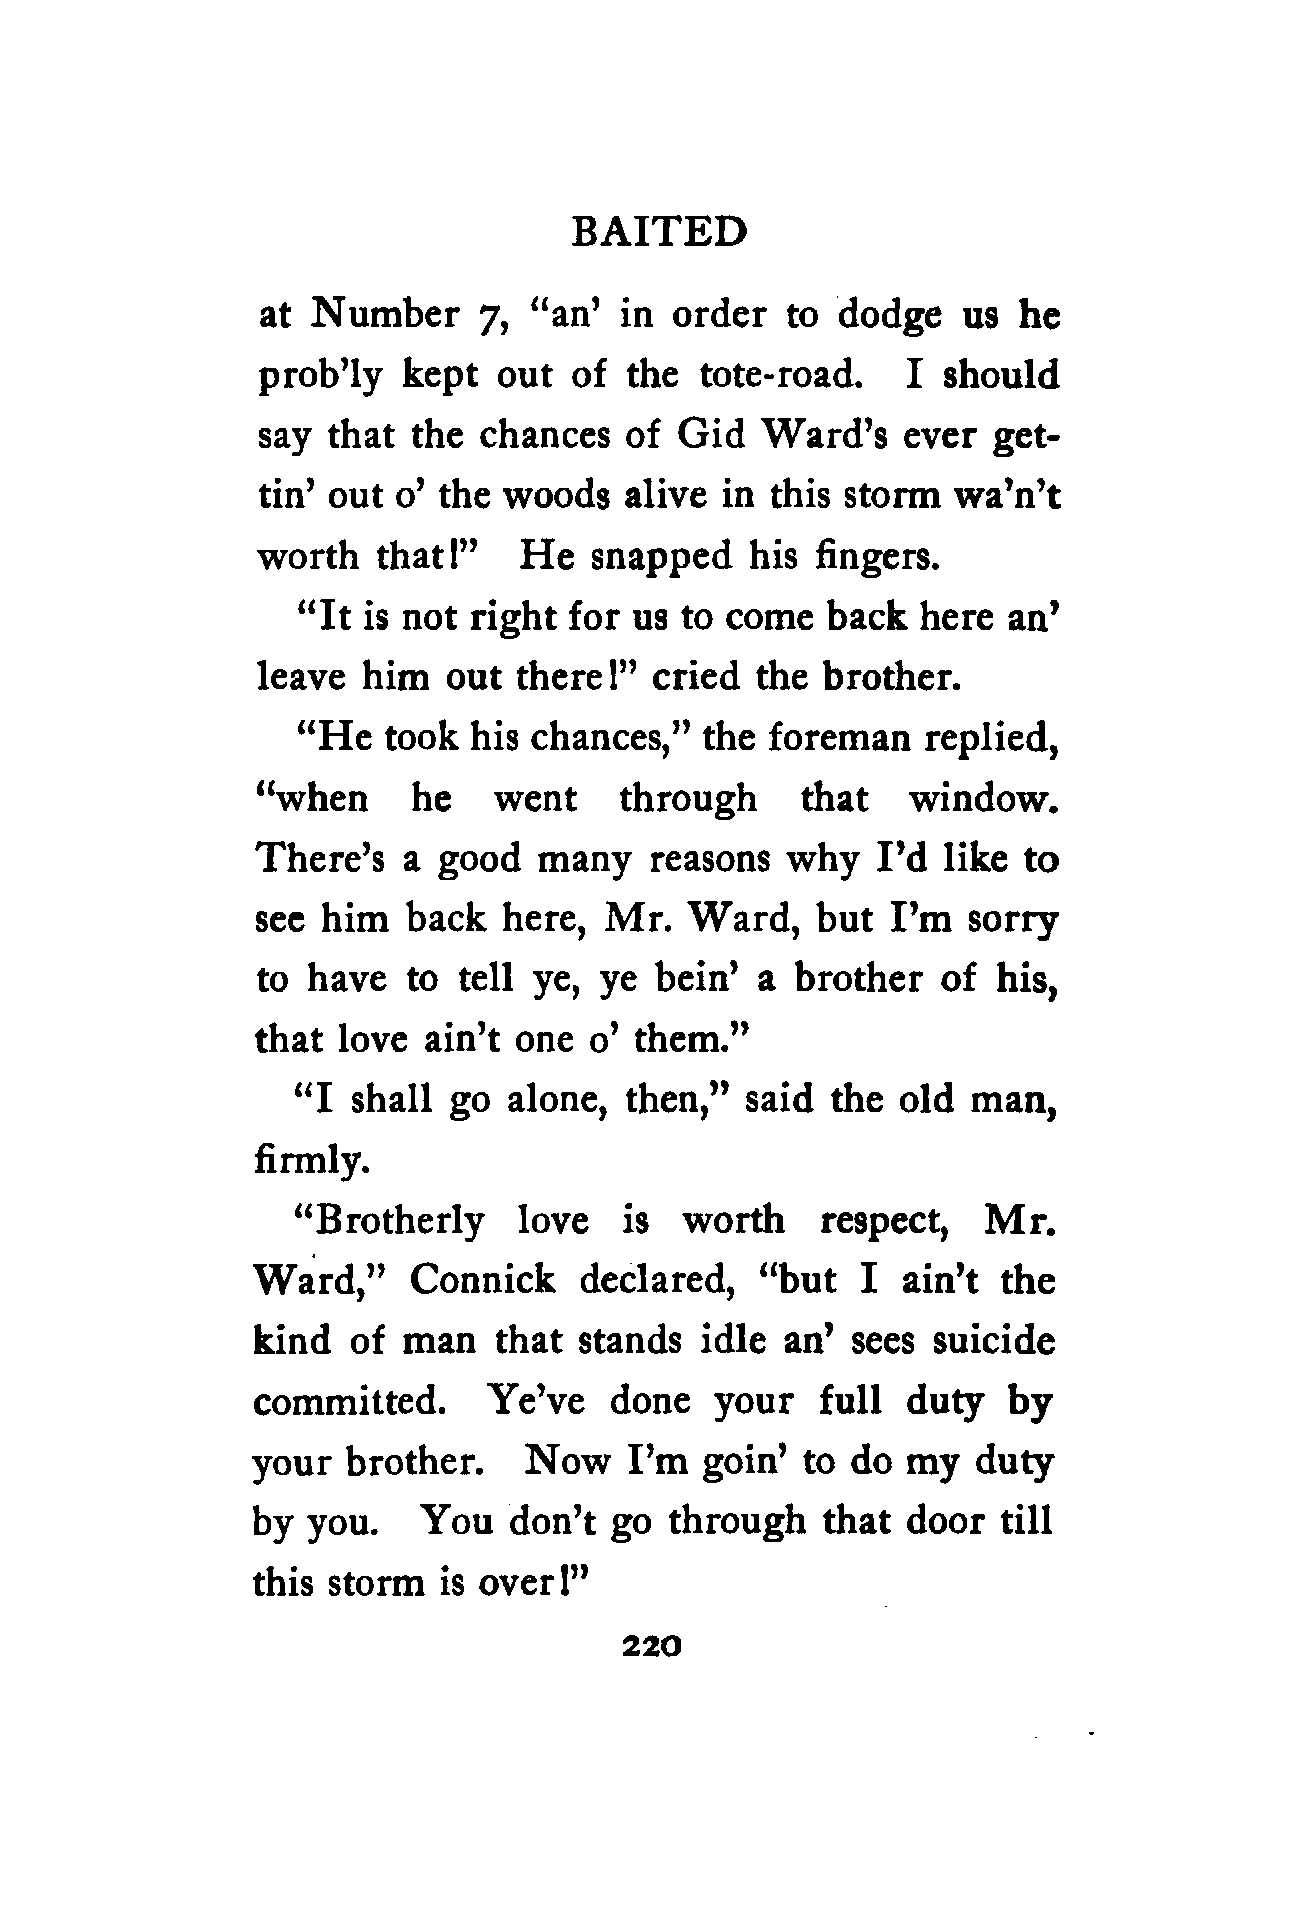 BAITED
at Number 7, “an’ in order to dodge us he
prob’ly kept out of the tote-road. I should
say that the chances of Gid Ward’s ever get-
tin’ out o’ the woods alive in this storm wa’n’t
worth that!” He snapped his fingers.
“It is not right for us to come back here an’
leave him out there!” cried the brother.
“He took his chances,” the foreman replied,
“when he went through that window.
There’s a good many reasons why I’d like to
see him back here, Mr. Ward, but I’m sorry
to have to tell ye, ye bein’ a brother of his,
that love ain’t one o’ them.”
“I shall go alone, then,” said the old man,
firmly.
“Brotherly love is worth respect, Mr.
Ward,” Connick declared, “but I ain’t the
kind of man that stands idle an’ sees suicide
committed. Ye’ve done your full duty by
your brother. Now I’m goin’ to do my duty
by you. You don’t go through that door till
this storm is over!”
220